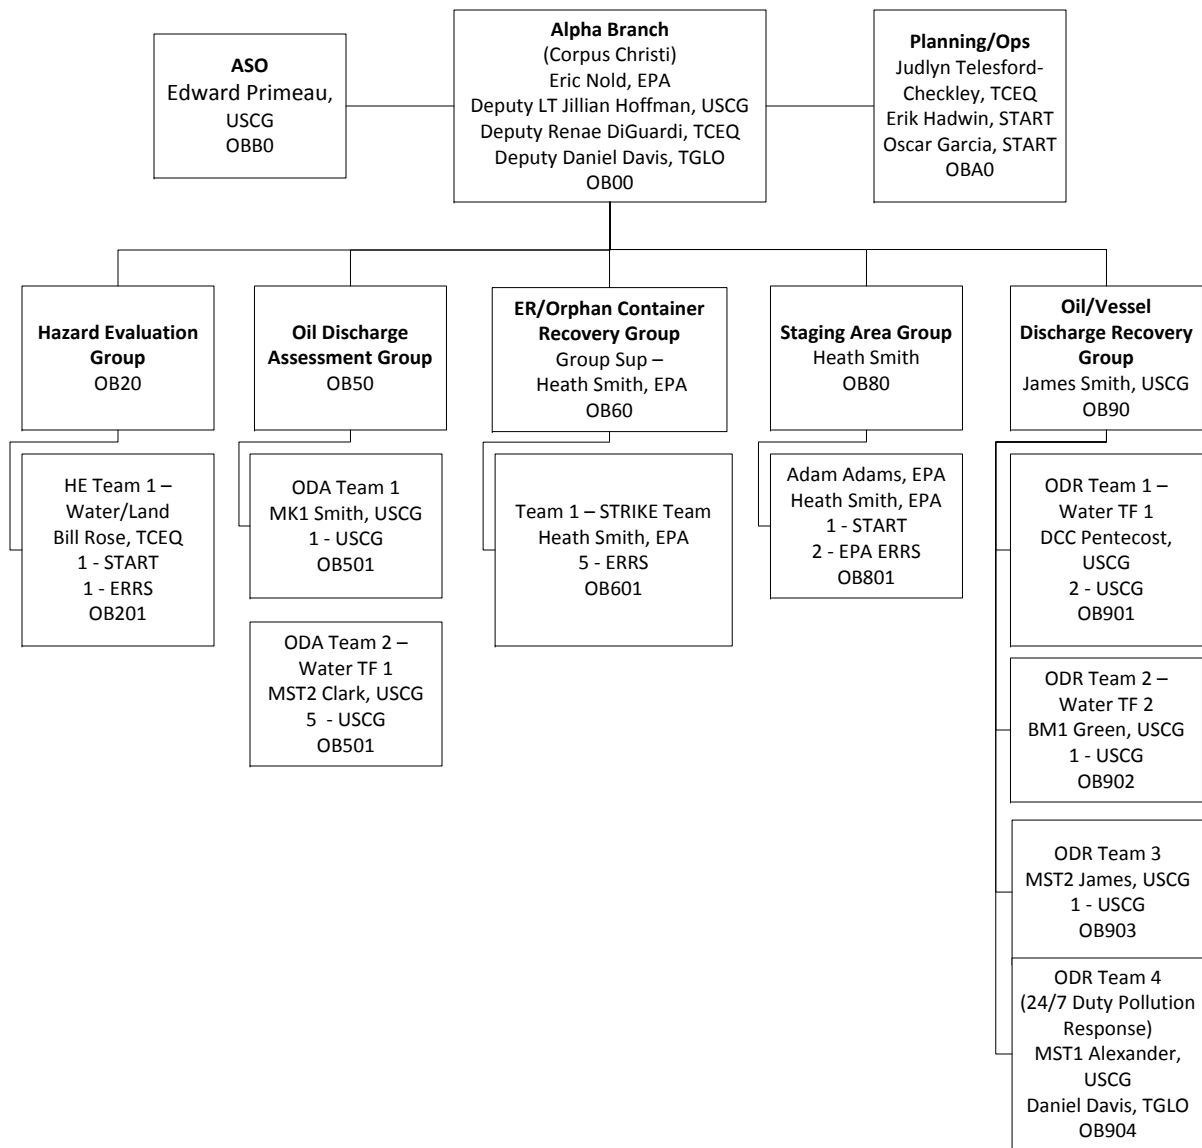 ASO
Edward Primeau,
USCG
OBB0
Alpha Branch
(Corpus Christi)
Eric Nold, EPA
Deputy LT Jillian Hoffman, USCG
Deputy Renae DiGuardi, TCEQ
Deputy Daniel Davis, TGLO
OB00
Planning/Ops
Judlyn Telesford-
Checkley, TCEQ
Erik Hadwin, START
Oscar Garcia, START
OBA0
Hazard Evaluation
Group
OB20
Oil Discharge
Assessment Group
OB50
ER/Orphan Container
Recovery Group
Group Sup –
Heath Smith, EPA
OB60
Staging Area Group
Heath Smith
OB80
Oil/Vessel
Discharge Recovery
Group
James Smith, USCG
OB90
HE Team 1 –
Water/Land
Bill Rose, TCEQ
1 - START
1 - ERRS
OB201
ODA Team 1
MK1 Smith, USCG
1 - USCG
OB501
ODA Team 2 –
Water TF 1
MST2 Clark, USCG
5  - USCG
OB501
Team 1 – STRIKE Team
Heath Smith, EPA
5 - ERRS
OB601
Adam Adams, EPA
Heath Smith, EPA
1 - START
2 - EPA ERRS
OB801
ODR Team 1 –
Water TF 1
DCC Pentecost,
USCG
2 - USCG
OB901
ODR Team 2 –
Water TF 2
BM1 Green, USCG
1 - USCG
OB902
ODR Team 3
MST2 James, USCG
1 - USCG
OB903
ODR Team 4
(24/7 Duty Pollution
Response)
MST1 Alexander,
USCG
Daniel Davis, TGLO
OB904